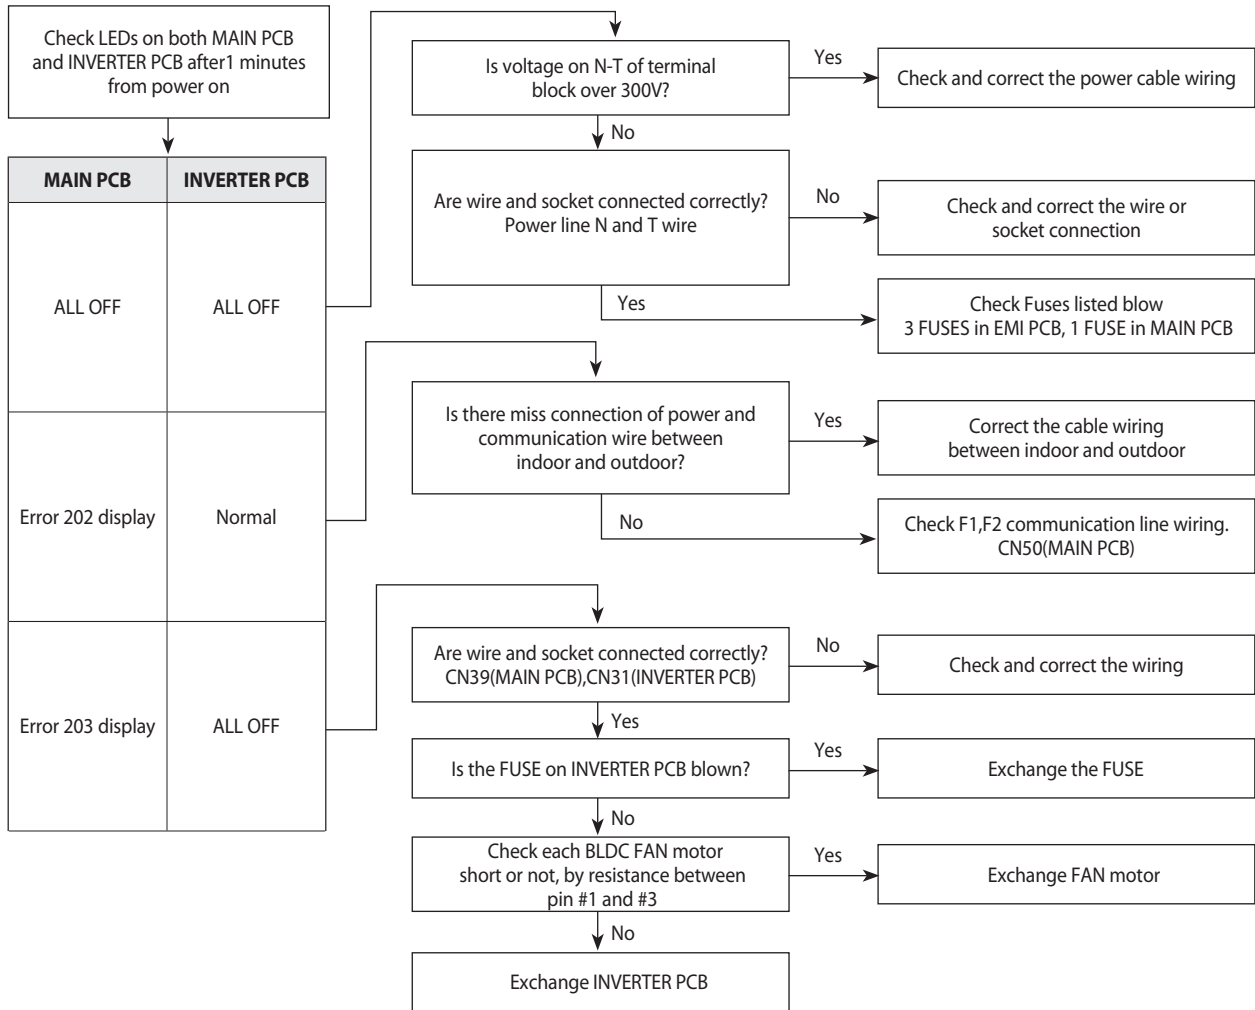 Check LEDs on both MAIN PCB
and INVERTER PCB after1 minutes
from power on
MAIN PCB
INVERTER PCB
ALL OFF
ALL OFF
Error 202 display
Normal
Error 203 display
ALL OFF
Is voltage on N-T of terminal
block over 300V?
Yes
Check and correct the power cable wiring
No
Are wire and socket connected correctly?
Power line N and T wire
No
Check and correct the wire or
socket connection
Yes
Check Fuses listed blow
3 FUSES in EMI PCB, 1 FUSE in MAIN PCB
Is there miss connection of power and
communication wire between
indoor and outdoor?
Yes
Correct the cable wiring
between indoor and outdoor
No
Check F1,F2 communication line wiring.
CN50(MAIN PCB)
Are wire and socket connected correctly?
CN39(MAIN PCB),CN31(INVERTER PCB)
No
Check and correct the wiring
Yes
Is the FUSE on INVERTER PCB blown?
Yes
Exchange the FUSE
No
Check each BLDC FAN motor
short or not, by resistance between
pin #1 and #3
Yes
Exchange FAN motor
No
Exchange INVERTER PCB